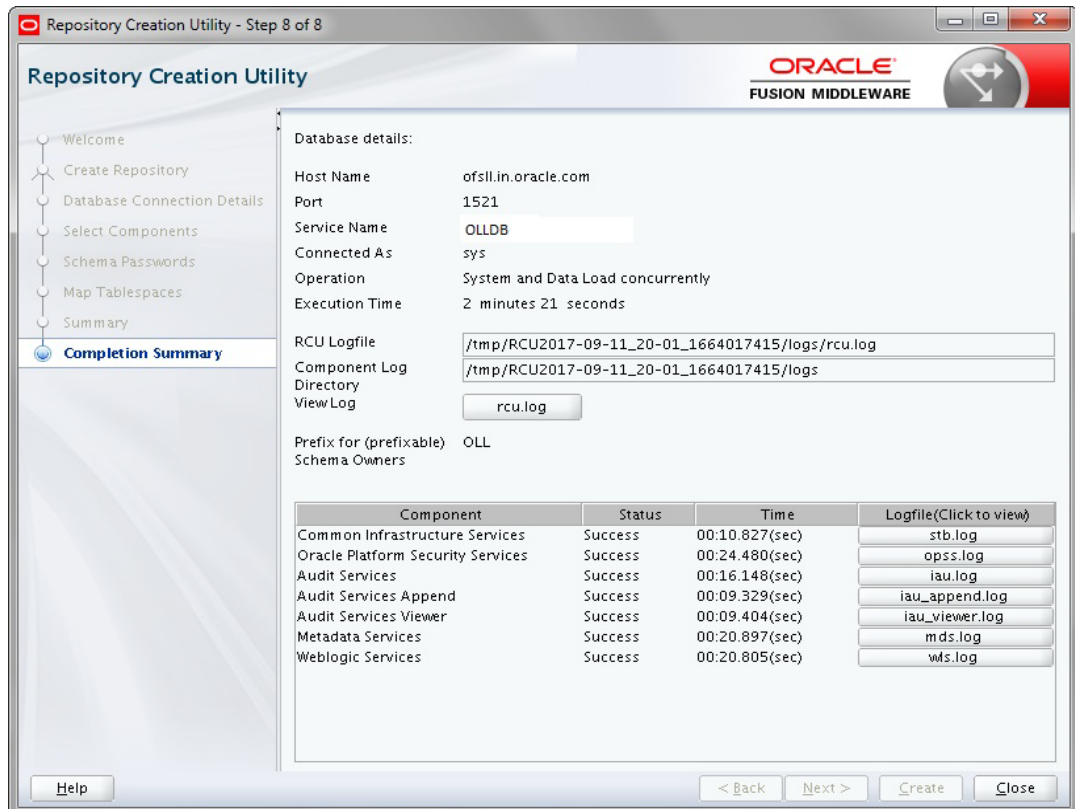 Repository Creation Utility - Step 8 of 8
Repository Creation Utility
ORACLE
FUSION MIDDLEWARE
Welcome
Create Repository
Database Connection Details
Select Components
Schema Passwords
Map Tablespaces
Summary
Completion Summary
Database details:
Host Name ofsll.in.oracle.com
Port 1521
Service Name OLLDB
Connected As sys
Operation System and Data Load concurrently
Execution Time 2 minutes 21 seconds
RCU Logfile /tmp/RCU2017-09-11_20-01_1664017415/logs/rcu.log
Component Log /tmp/RCU2017-09-11_20-01_1664017415/logs
Directory
View Log rcu.log
Prefix for (prefixable) OLL
Schema Owners
Component Status Time Logfile(Click to view)
Common Infrastructure Services Success 00:10.827(sec) stb.log
Oracle Platform Security Services Success 00:24.480(sec) opss.log
Audit Services Success 00:16.148(sec) iau.log
Audit Services Append Success 00:09.329(sec) iau_append.log
Audit Services Viewer Success 00:09.404(sec) iau_viewer.log
Metadata Services Success 00:20.897(sec) mds.log
Weblogic Services Success 00:20.805(sec) wls.log
Help < Back Next > Create Close